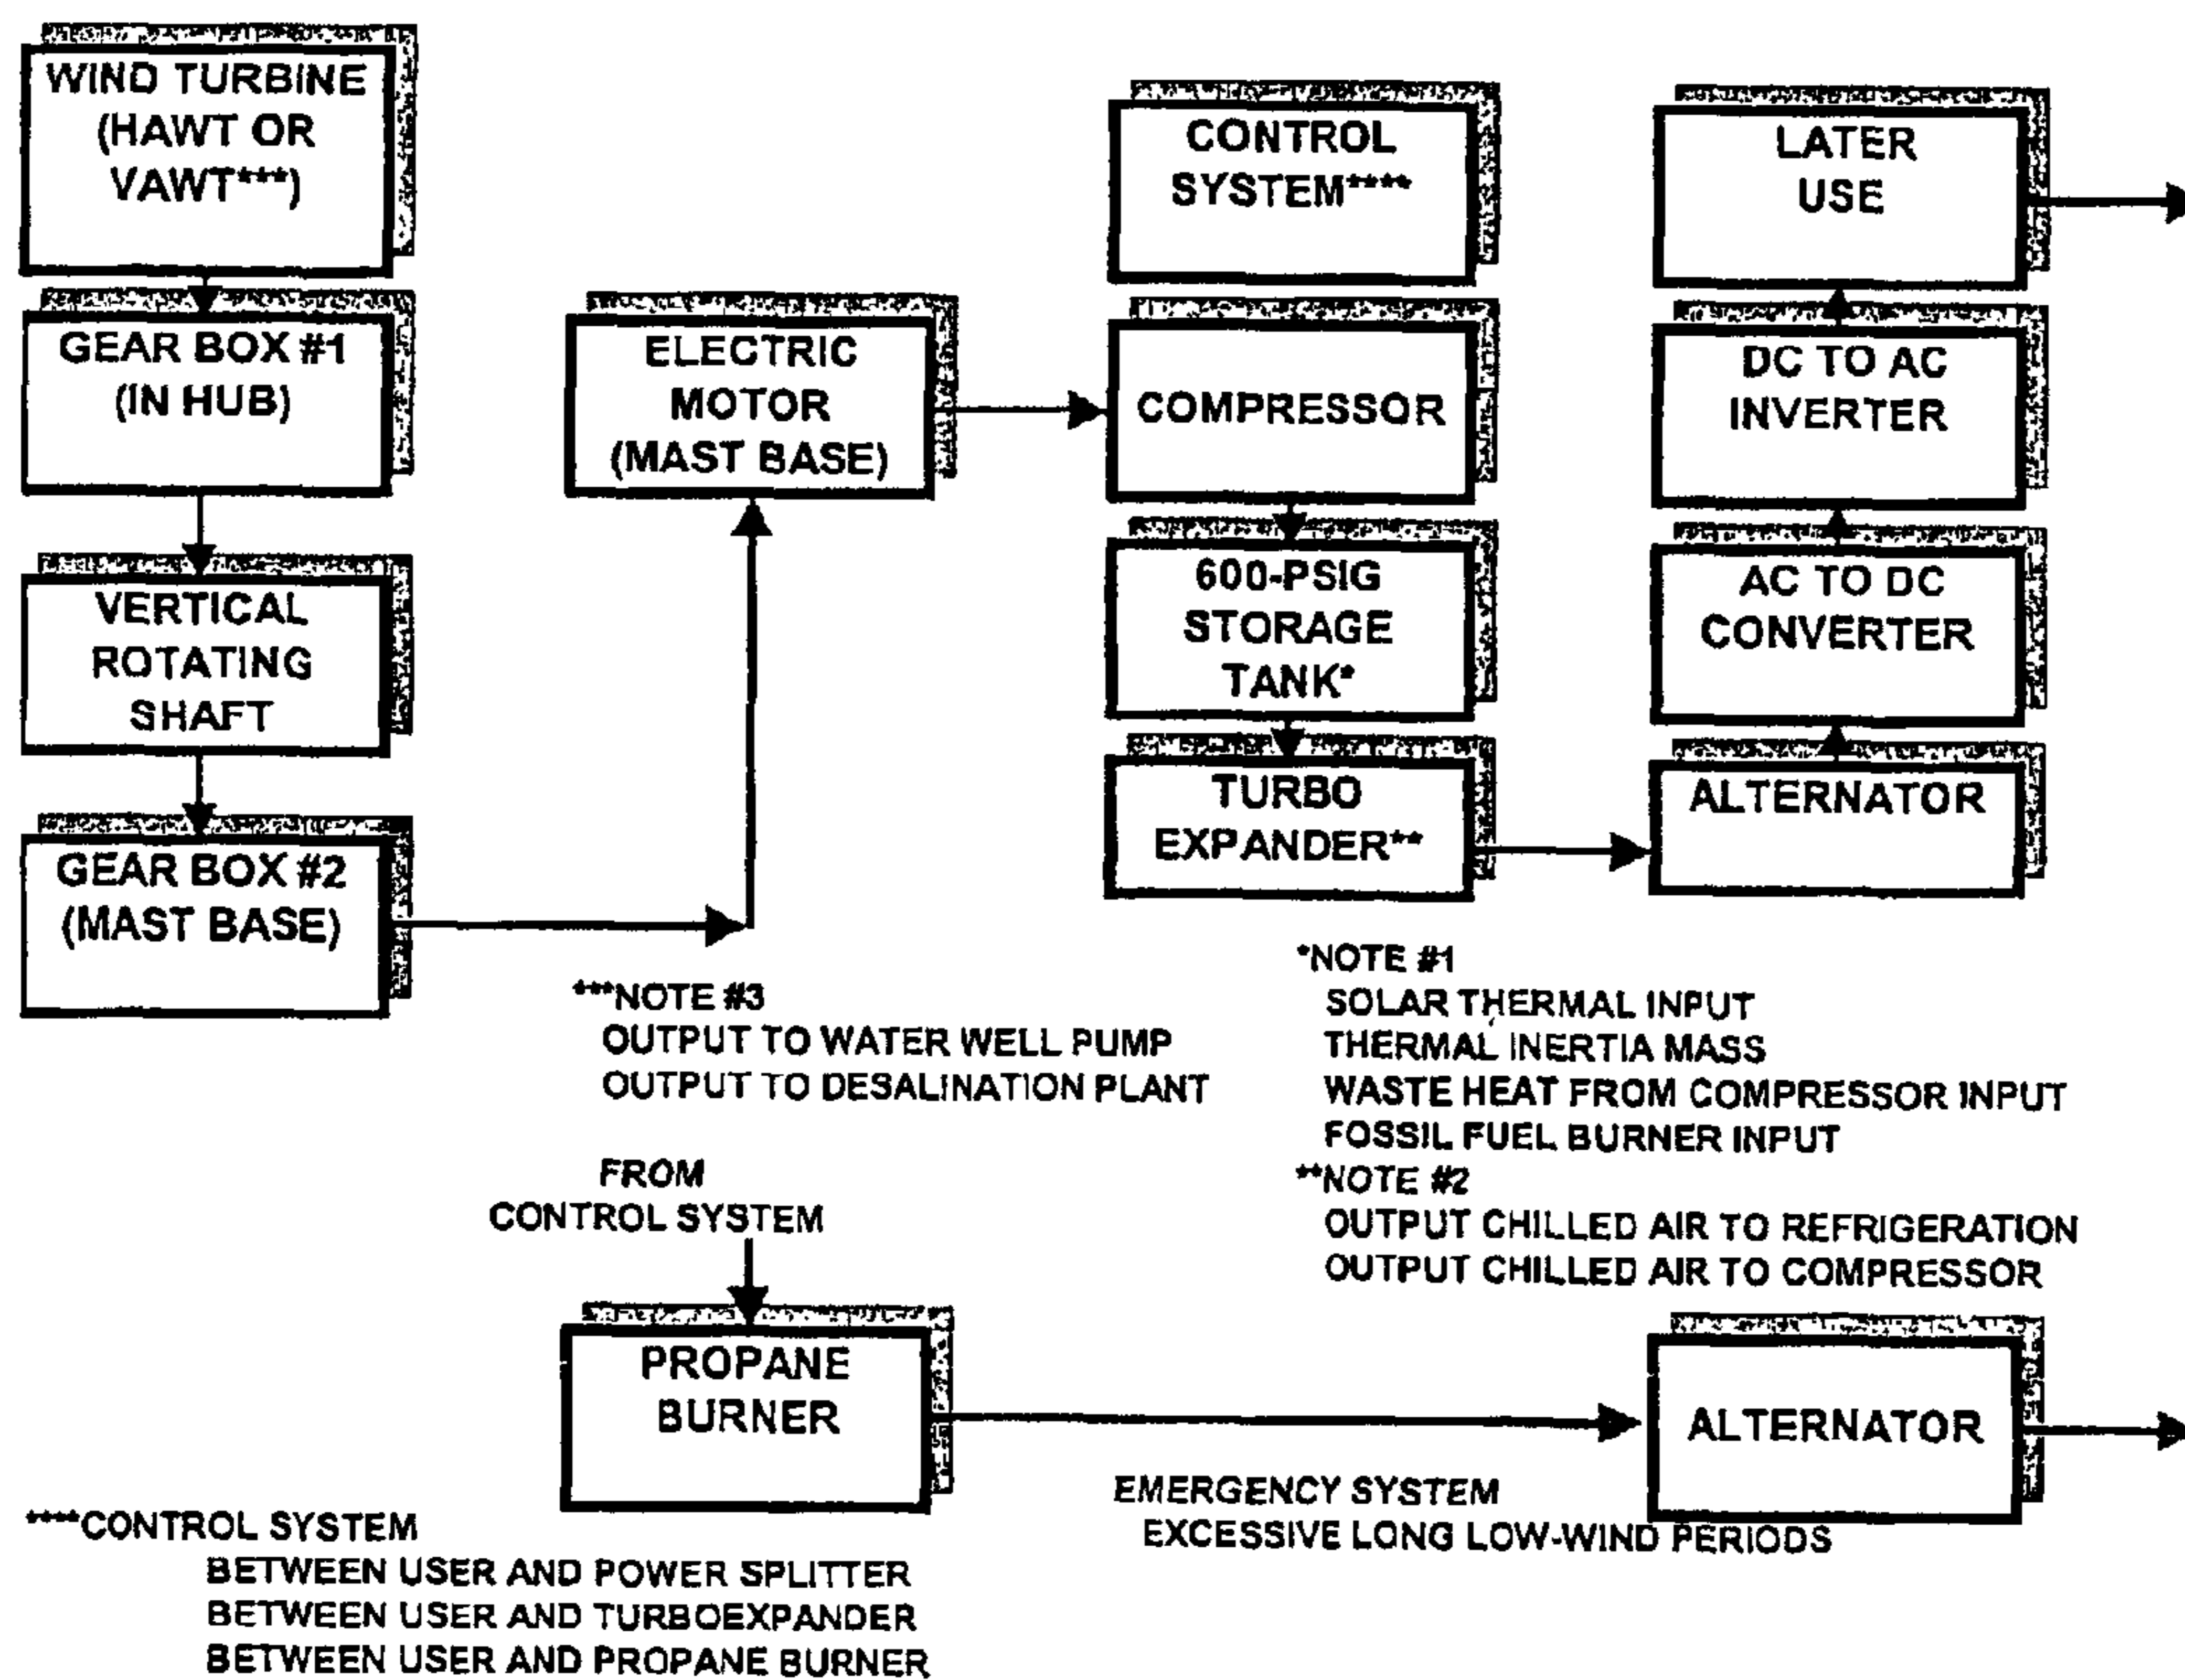 WIND TURBINE
(HAWT OR
VAWT***)
GEAR BOX #1
(IN HUB)
VERTICAL
ROTATING
SHAFT
GEAR BOX #2
(MAST BASE)
ELECTRIC
MOTOR
(MAST BASE)
CONTROL
SYSTEM****
COMPRESSOR
600-PSIG
STORAGE
TANK*
TURBO
EXPANDER**
LATER
USE
DC TO AC
INVERTER
AC TO DC
CONVERTER
ALTERNATOR
***NOTE #3
OUTPUT TO WATER WELL PUMP
OUTPUT TO DESALINATION PLANT
*NOTE #1
SOLAR THERMAL INPUT
THERMAL INERTIA MASS
WASTE HEAT FROM COMPRESSOR INPUT
FOSSIL FUEL BURNER INPUT
**NOTE #2
OUTPUT CHILLED AIR TO REFRIGERATION
OUTPUT CHILLED AIR TO COMPRESSOR
FROM
CONTROL SYSTEM
PROPANE
BURNER
EMERGENCY SYSTEM
EXCESSIVE LONG LOW-WIND PERIODS
ALTERNATOR
****CONTROL SYSTEM
BETWEEN USER AND POWER SPLITTER
BETWEEN USER AND TURBOEXPANDER
BETWEEN USER AND PROPANE BURNER